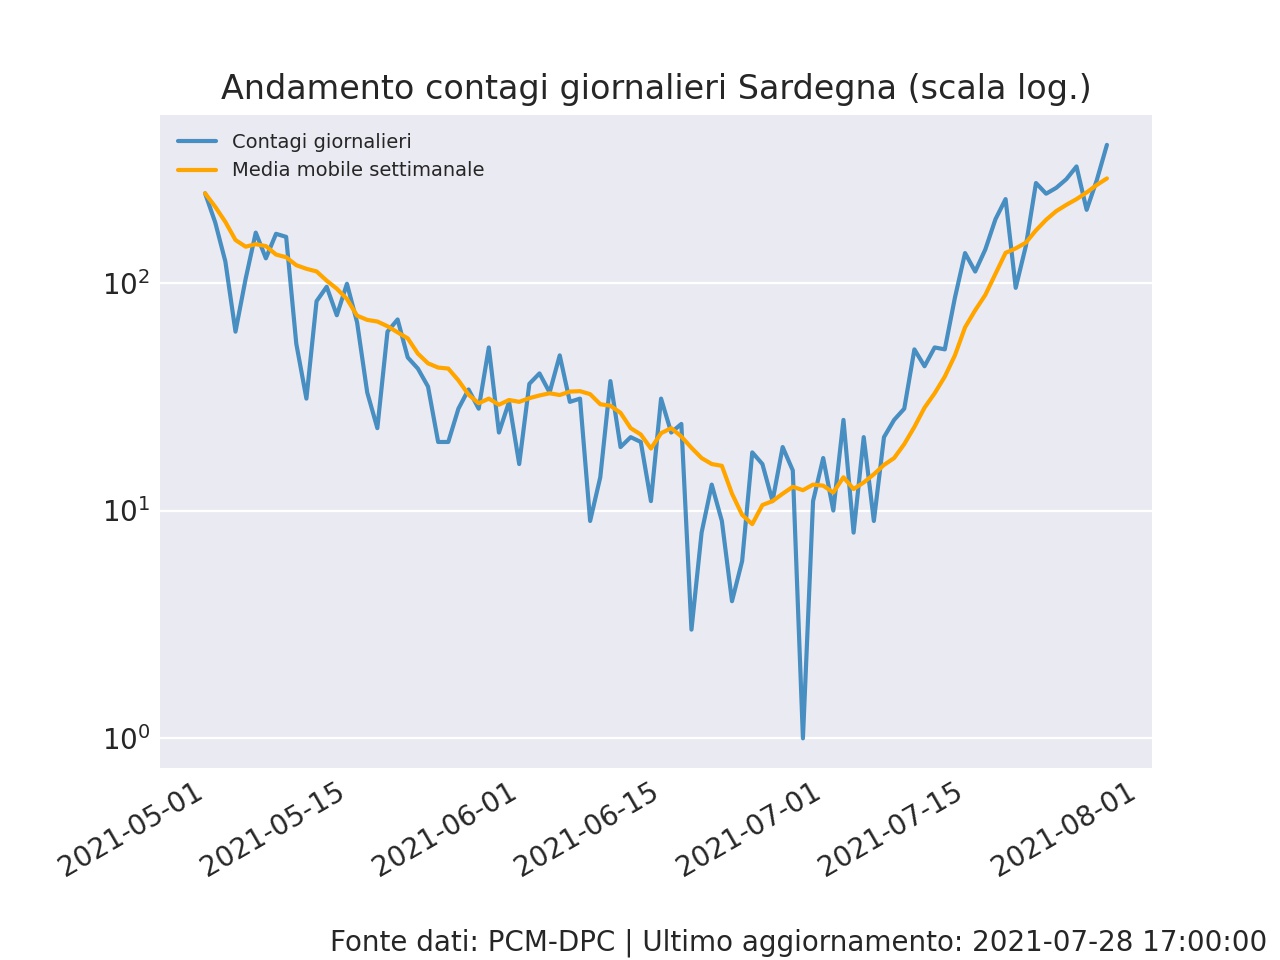 Andamento contagi giornalieri Sardegna (scala log.)
Contagi giornalieri
Media mobile settimanale
10²
10¹
10⁰
2021-05-01
2021-05-15
2021-06-01
2021-06-15
2021-07-01
2021-07-15
2021-08-01
Fonte dati: PCM-DPC | Ultimo aggiornamento: 2021-07-28 17:00:00